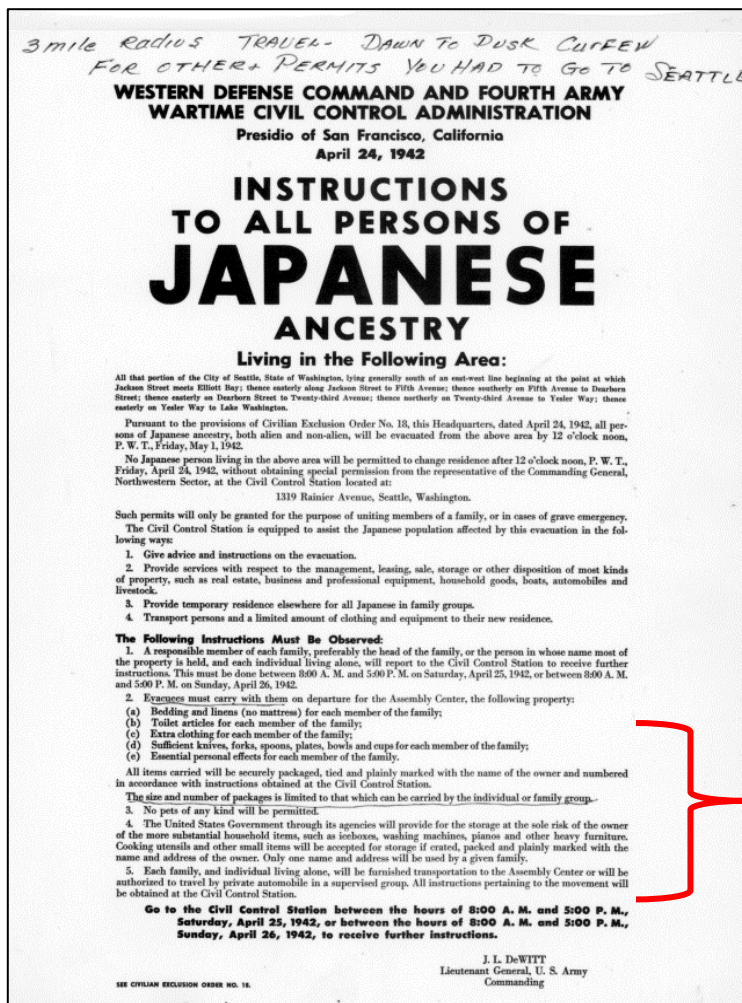 3 mile RADIUS TRAVEL- DAWN TO DUSK CURFEW
FOR OTHER+ PERMITS YOU HAD TO GO TO SEATTLE
WESTERN DEFENSE COMMAND AND FOURTH ARMY
WARTIME CIVIL CONTROL ADMINISTRATION
Presidio of San Francisco, California
April 24, 1942
INSTRUCTIONS
TO ALL PERSONS OF
JAPANESE
ANCESTRY
Living in the Following Area:
All that portion of the City of Seattle, State of Washington, lying generally south of an east-west line beginning at the point at which
Jackson Street meets Elliott Bay; thence easterly along Jackson Street to Fifth Avenue; thence southerly on Fifth Avenue to Dearborn
Street; thence easterly on Dearborn Street to Twenty-third Avenue; thence northerly on Twenty-third Avenue to Yesler Way; thence
easterly on Yesler Way to Lake Washington.
Pursuant to the provisions of Civilian Exclusion Order No. 18, this Headquarters, dated April 24, 1942, all per-
sons of Japanese ancestry, both alien and non-alien, will be evacuated from the above area by 12 o'clock noon,
P. W. T., Friday, May 1, 1942.
No Japanese person living in the above area will be permitted to change residence after 12 o'clock noon, P. W. T.,
Friday, April 24, 1942, without obtaining special permission from the representative of the Commanding General,
Northwestern Sector, at the Civil Control Station located at:
1319 Rainier Avenue, Seattle, Washington.
Such permits will only be granted for the purpose of uniting members of a family, or in cases of grave emergency.
The Civil Control Station is equipped to assist the Japanese population affected by this evacuation in the fol-
lowing ways:
1. Give advice and instructions on the evacuation.
2. Provide services with respect to the management, leasing, sale, storage or other disposition of most kinds
of property, such as real estate, business and professional equipment, household goods, boats, automobiles and
livestock.
3. Provide temporary residence elsewhere for all Japanese in family groups.
4. Transport persons and a limited amount of clothing and equipment to their new residence.
The Following Instructions Must Be Observed:
1. A responsible member of each family, preferably the head of the family, or the person in whose name most of
the property is held, and each individual living alone, will report to the Civil Control Station to receive further
instructions. This must be done between 8:00 A. M. and 5:00 P. M. on Saturday, April 25, 1942, or between 8:00 A. M.
and 5:00 P. M. on Sunday, April 26, 1942.
2. Evacuees must carry with them on departure for the Assembly Center, the following property:
(a) Bedding and linens (no mattress) for each member of the family;
(b) Toilet articles for each member of the family;
(c) Extra clothing for each member of the family;
(d) Sufficient knives, forks, spoons, plates, bowls and cups for each member of the family;
(e) Essential personal effects for each member of the family.
All items carried will be securely packaged, tied and plainly marked with the name of the owner and numbered
in accordance with instructions obtained at the Civil Control Station.
The size and number of packages is limited to that which can be carried by the individual or family group.
3. No pets of any kind will be permitted.
4. The United States Government through its agencies will provide for the storage at the sole risk of the owner
of the more substantial household items, such as iceboxes, washing machines, pianos and other heavy furniture.
Cooking utensils and other small items will be accepted for storage if crated, packed and plainly marked with the
name and address of the owner. Only one name and address will be used by a given family.
5. Each family, and individual living alone, will be furnished transportation to the Assembly Center or will be
authorized to travel by private automobile in a supervised group. All instructions pertaining to the movement will
be obtained at the Civil Control Station.
Go to the Civil Control Station between the hours of 8:00 A. M. and 5:00 P. M.,
Saturday, April 25, 1942, or between the hours of 8:00 A. M. and 5:00 P. M.,
Sunday, April 26, 1942, to receive further instructions.
J. L. DeWITT
Lieutenant General, U. S. Army
Commanding
SEE CIVILIAN EXCLUSION ORDER NO. 18.